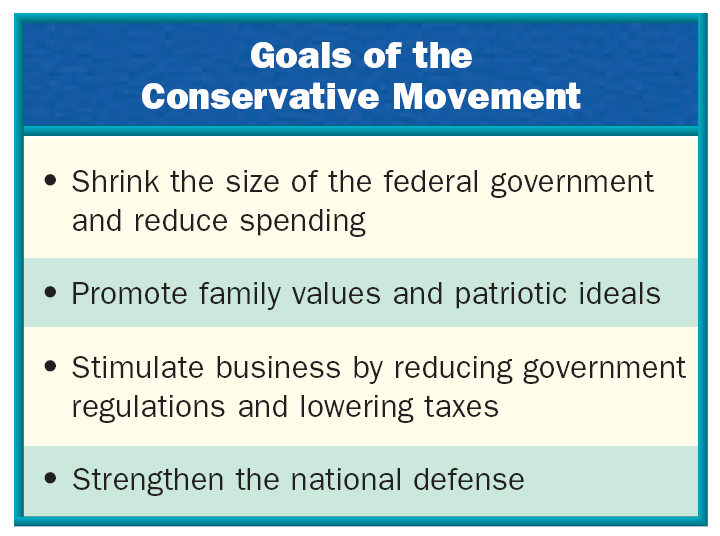 Goals of the
Conservative Movement
• Shrink the size of the federal government
and reduce spending
• Promote family values and patriotic ideals
• Stimulate business by reducing government
regulations and lowering taxes
• Strengthen the national defense